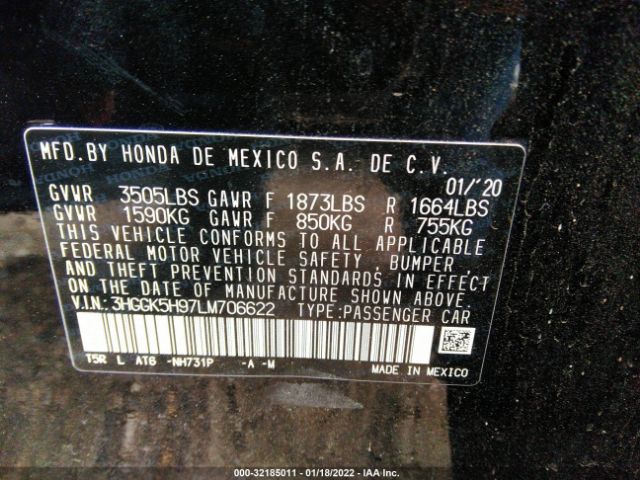 MFD.BY HONDA DE MEXICO S.A. DE C.V.
01/'20
GVWR 3505LBS GAWR F 1873LBS R 1664LBS
GVWR 1590KG GAWR F 850KG R 755KG
THIS VEHICLE CONFORMS TO ALL APPLICABLE
FEDERAL MOTOR VEHICLE SAFETY, BUMPER,
AND THEFT PREVENTION STANDARDS IN EFFECT
ON THE DATE OF MANUFACTURE SHOWN ABOVE.
V.I.N.: 3HGGK5H97LM706622 TYPE:PASSENGER CAR
T5R L AT6 -NH731P -A -M
MADE IN MEXICO
000-32185011 - 01/18/2022 - IAA Inc.